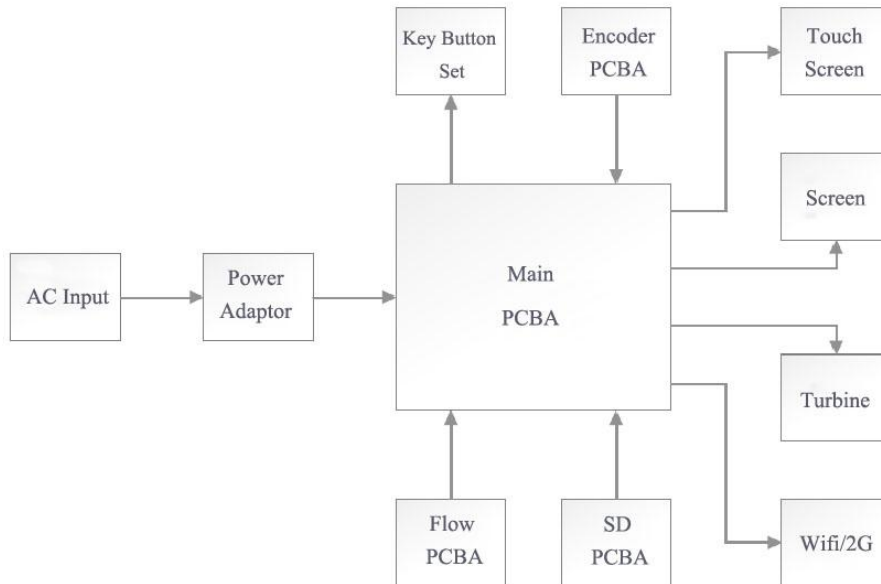 Key Button
Set
Encoder
PCBA
Touch
Screen
Screen
AC Input
Power
Adaptor
Main
PCBA
Turbine
Flow
PCBA
SD
PCBA
Wifi/2G